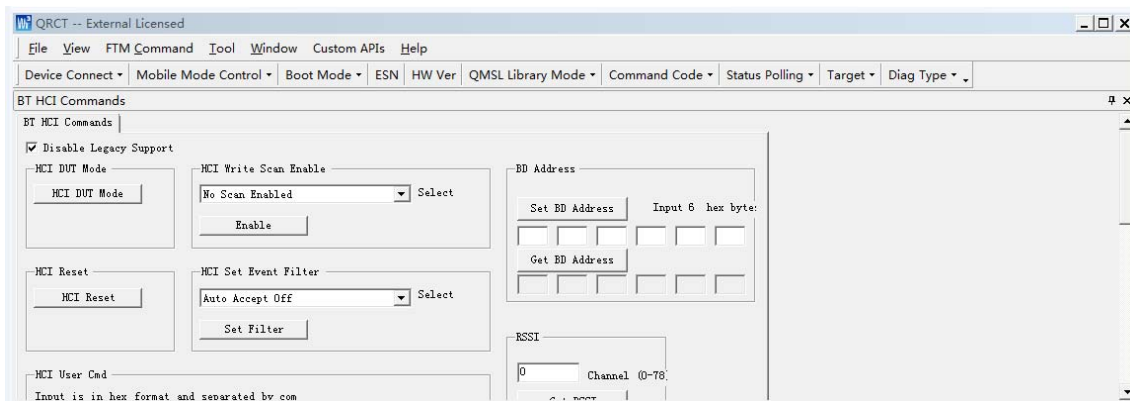 QRCT -- External Licensed
File View FTM Command Tool Window Custom APIs Help
Device Connect Mobile Mode Control Boot Mode ESN HW Ver QMSL Library Mode Command Code Status Polling Target Diag Type
BT HCI Commands
BT HCI Commands
Disable Legacy Support
HCI DUT Mode
HCI DUT Mode
HCI Write Scan Enable
No Scan Enabled Select
Enable
BD Address
Set BD Address Input 6 hex byte
Get BD Address
HCI Reset
HCI Reset
HCI Set Event Filter
Auto Accept Off Select
Set Filter
RSSI
0 Channel (0-78
Get RSSI
HCI User Cmd
Input is in hex format and separated by com